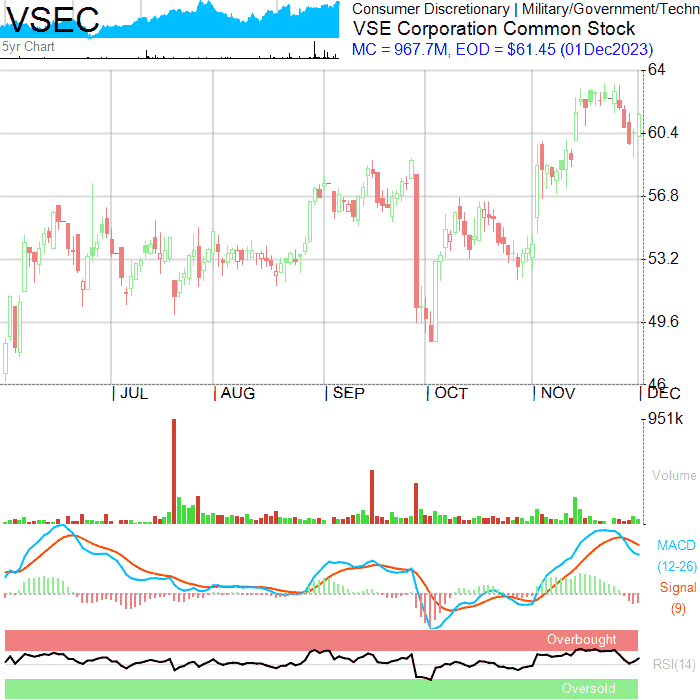 VSEC
5yr Chart
Consumer Discretionary | Military/Government/Techn
VSE Corporation Common Stock
MC = 967.7M, EOD = $61.45 (01Dec2023)
64
60.4
56.8
53.2
49.6
46
JUL AUG SEP OCT NOV DEC
951k
Volume
MACD
(12-26)
Signal
(9)
Overbought
RSI(14)
Oversold